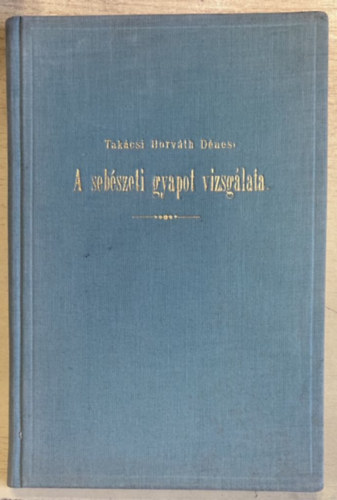 Takácsi Horváth Dénes:
A sebészeti gyapot vizsgálata.